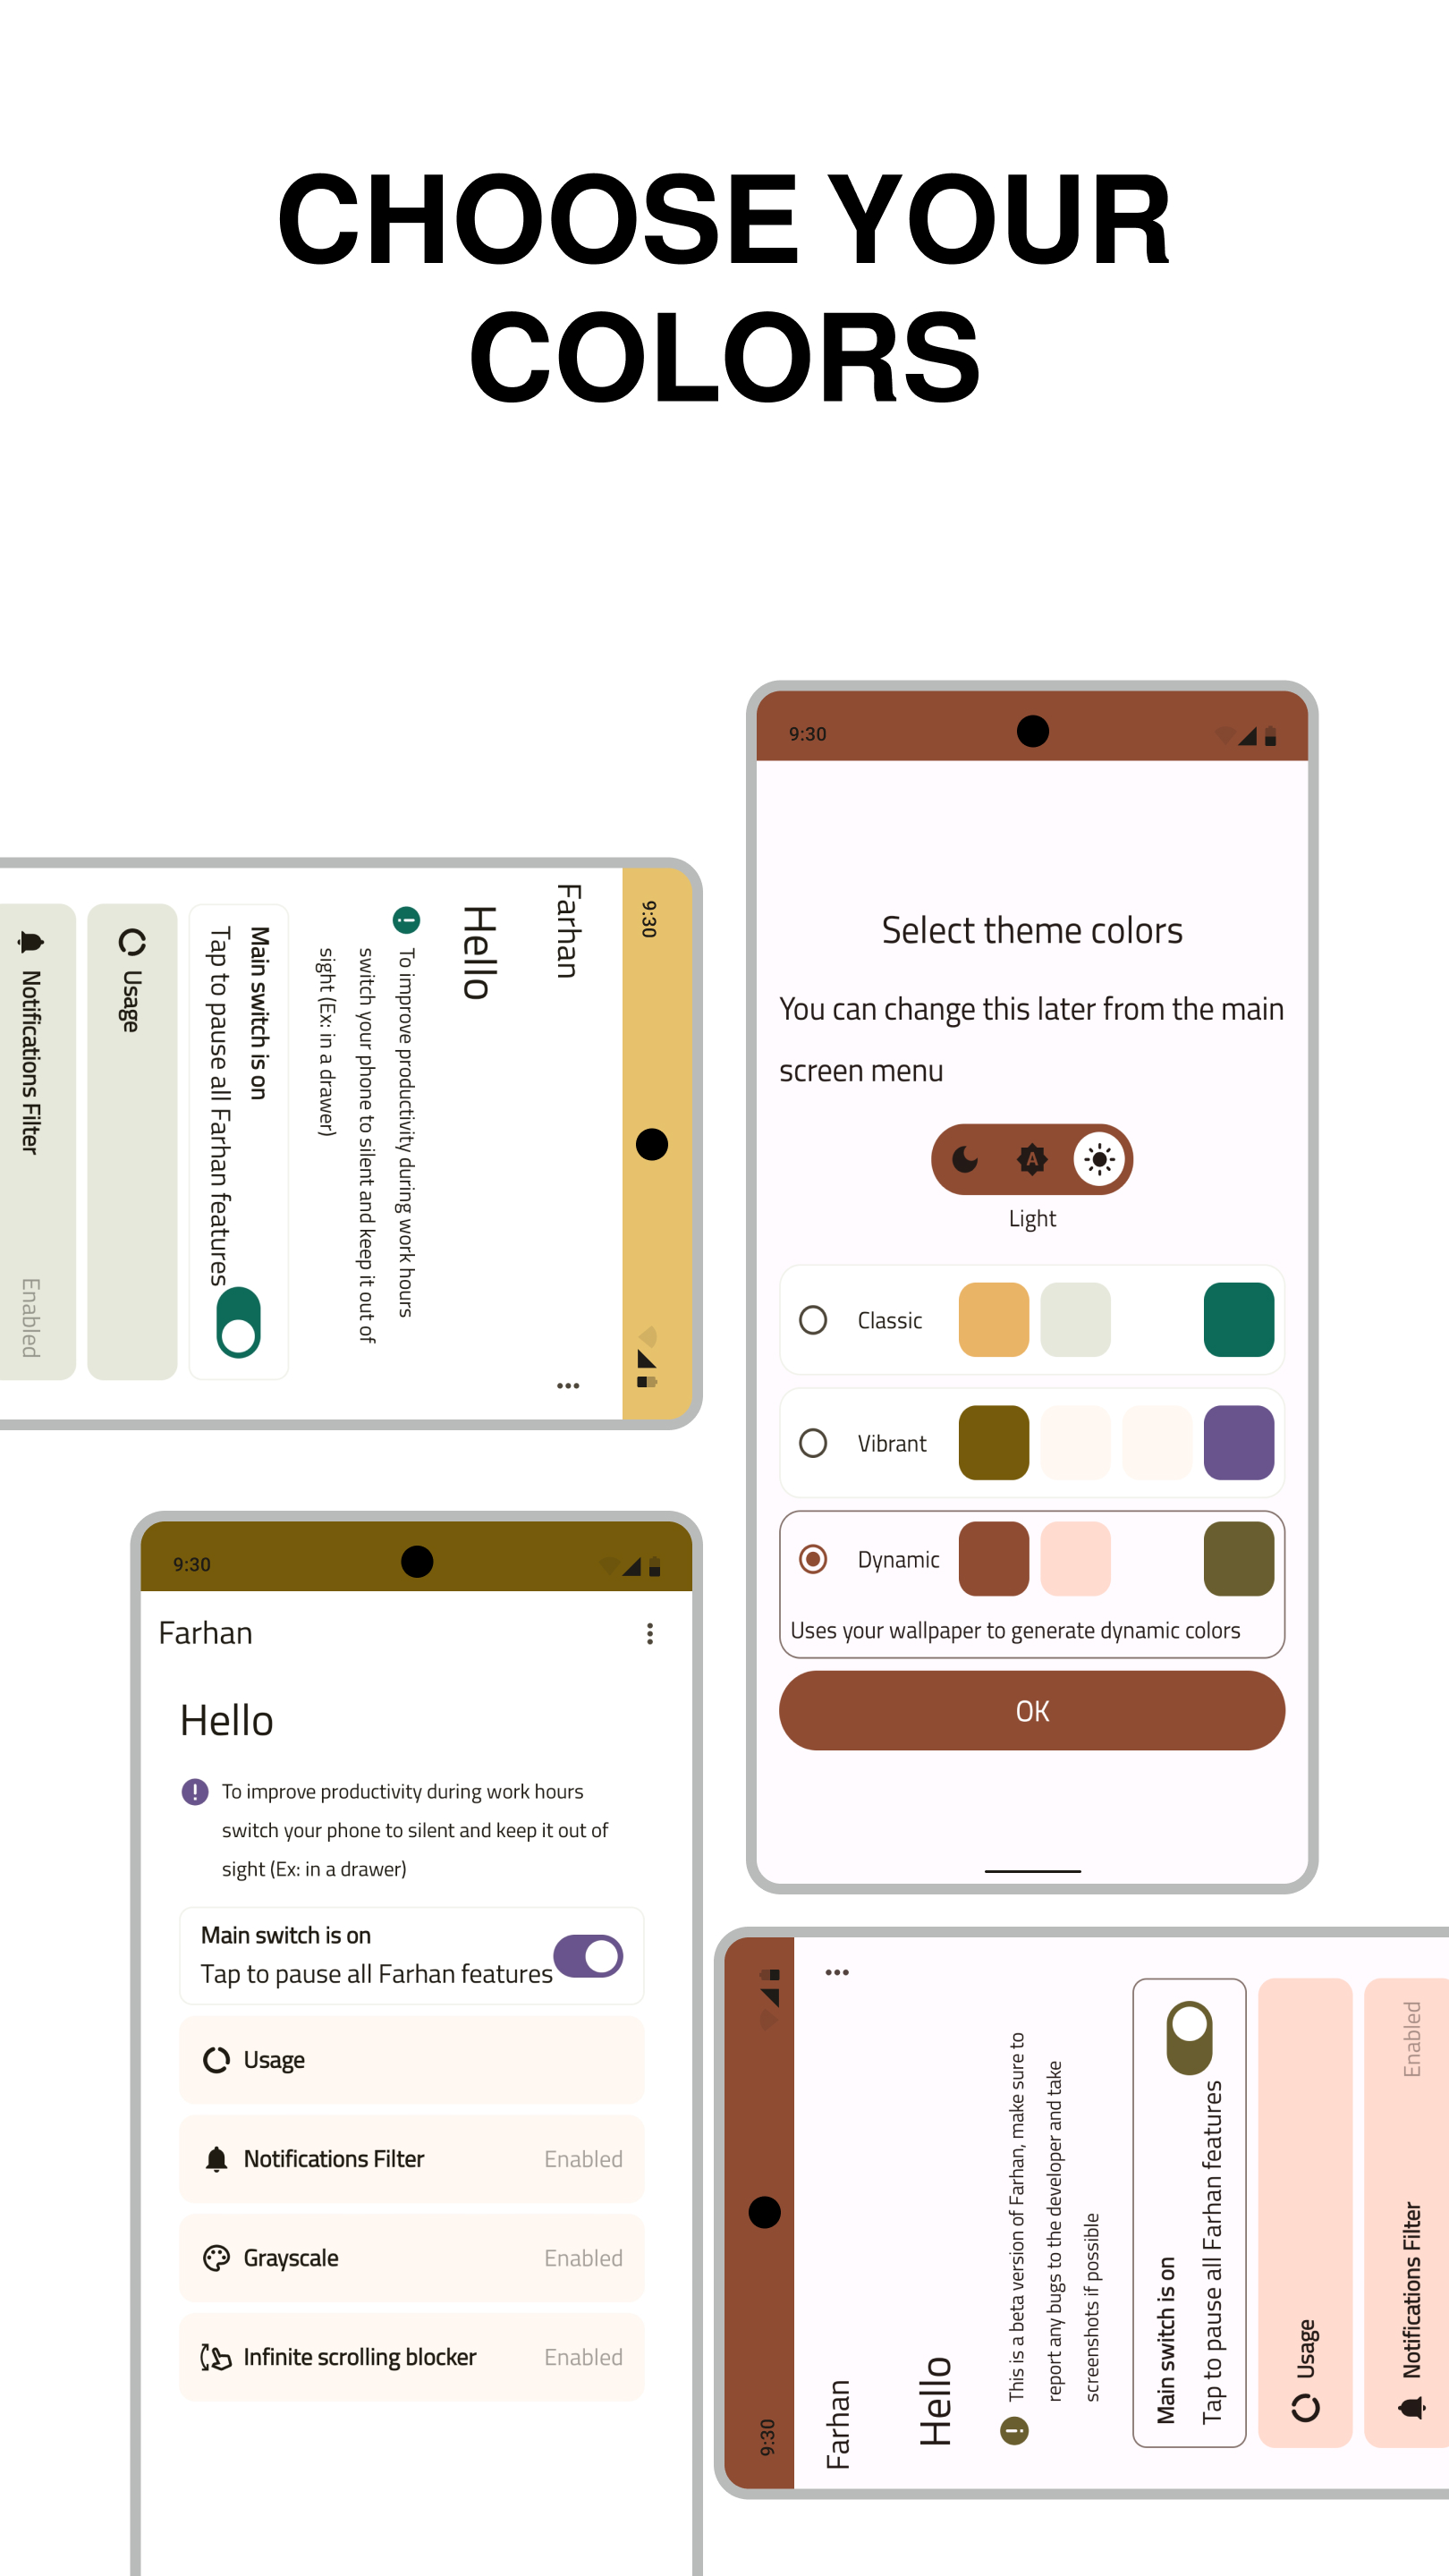 CHOOSE YOUR
COLORS
9:30
Farhan
Hello
To improve productivity during work hours
switch your phone to silent and keep it out of
sight (Ex: in a drawer)
Main switch is on
Tap to pause all Farhan features
Usage
Notifications Filter
Enabled
9:30
Select theme colors
You can change this later from the main
screen menu
A
Light
Classic
Vibrant
Dynamic
Uses your wallpaper to generate dynamic colors
OK
9:30
Farhan
Hello
To improve productivity during work hours
switch your phone to silent and keep it out of
sight (Ex: in a drawer)
Main switch is on
Tap to pause all Farhan features
Usage
Notifications Filter Enabled
Grayscale Enabled
Infinite scrolling blocker Enabled
9:30
Farhan
Hello
This is a beta version of Farhan, make sure to
report any bugs to the developer and take
screenshots if possible
Main switch is on
Tap to pause all Farhan features
Usage
Notifications Filter
Enabled